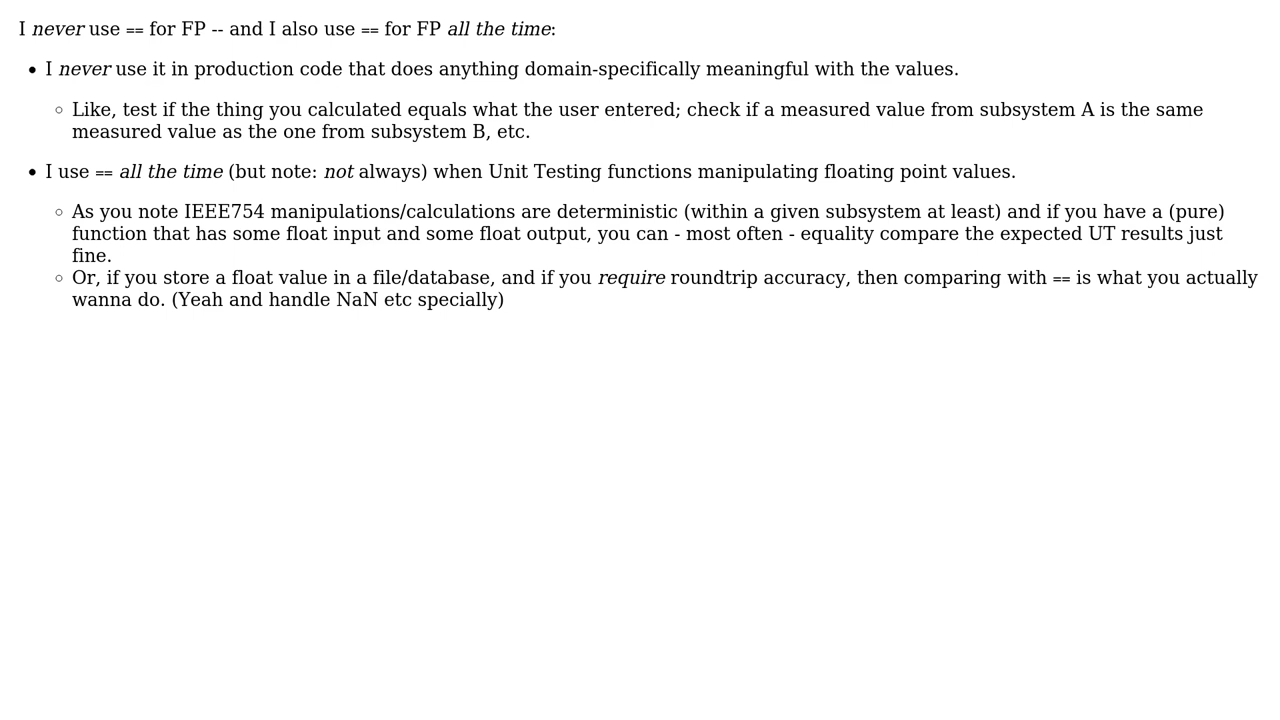 I never use == for FP -- and I also use == for FP all the time:
• I never use it in production code that does anything domain-specifically meaningful with the values.
◦ Like, test if the thing you calculated equals what the user entered; check if a measured value from subsystem A is the same
measured value as the one from subsystem B, etc.
• I use == all the time (but note: not always) when Unit Testing functions manipulating floating point values.
◦ As you note IEEE754 manipulations/calculations are deterministic (within a given subsystem at least) and if you have a (pure)
function that has some float input and some float output, you can - most often - equality compare the expected UT results just
fine.
◦ Or, if you store a float value in a file/database, and if you require roundtrip accuracy, then comparing with == is what you actually
wanna do. (Yeah and handle NaN etc specially)